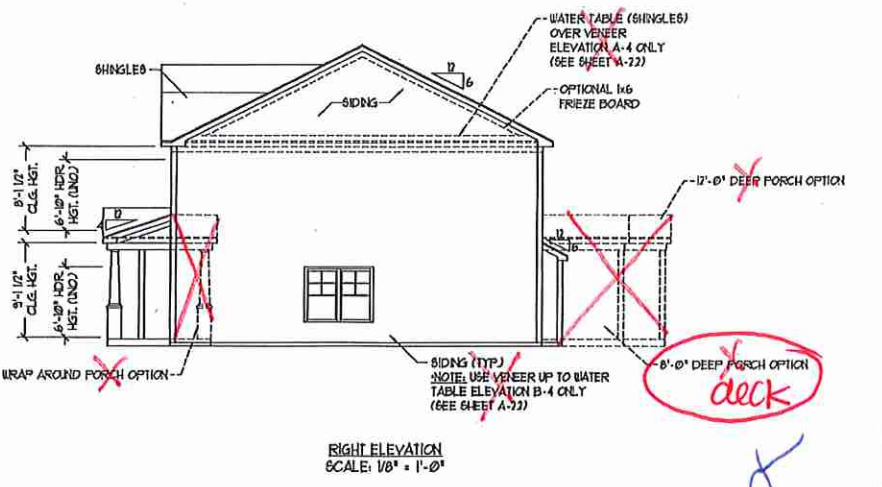 WATER TABLE (SHINGLES)
OVER VENEER
ELEVATION A-4 ONLY
(SEE SHEET A-22)
SHINGLES
12
6
SIDING
OPTIONAL 1x6
FRIEZE BOARD
8'-1 1/2"
CLG. HGT.
6'-10" HDR.
HGT. (UNO.)
12'-0" DEEP PORCH OPTION
12
4
12
6
9'-1 1/2"
CLG. HGT.
6'-10" HDR.
HGT. (UNO.)
WRAP AROUND PORCH OPTION
SIDING (TYP.)
NOTE: USE VENEER UP TO WATER
TABLE ELEVATION B-4 ONLY
(SEE SHEET A-22)
8'-0" DEEP PORCH OPTION
deck
RIGHT ELEVATION
SCALE: 1/8" = 1'-0"